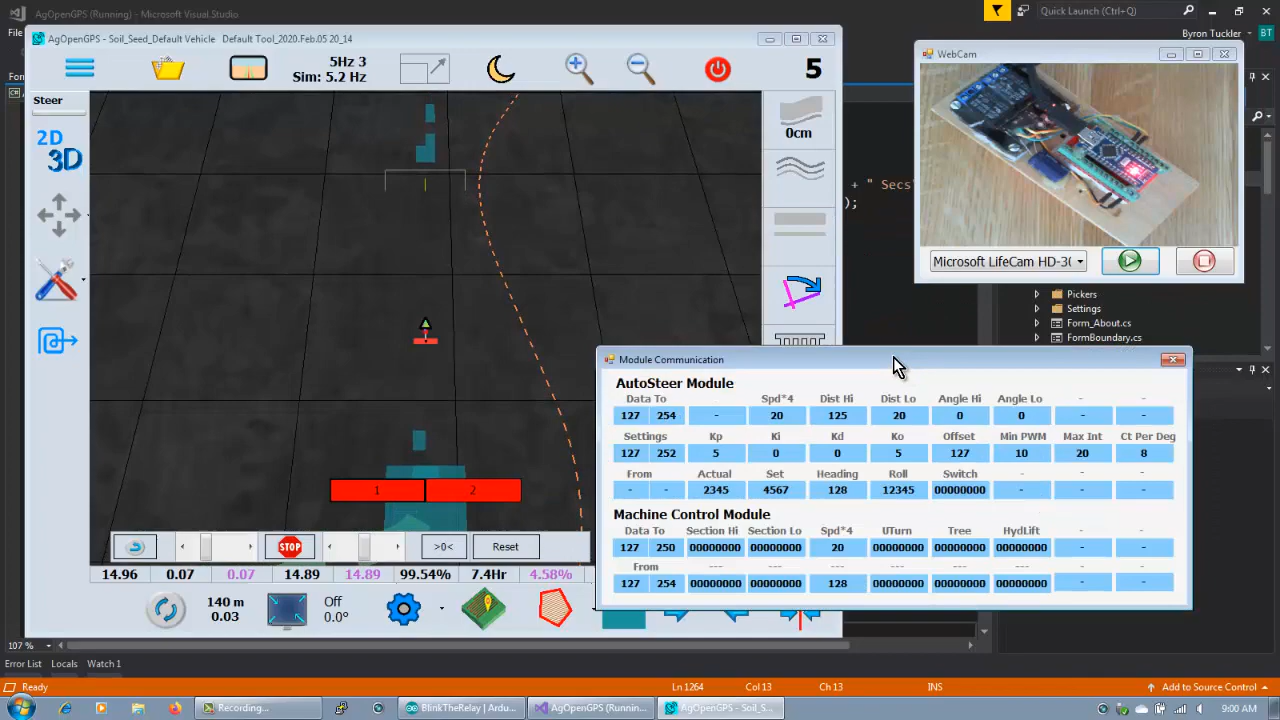 AgOpenGPS (Running) - Microsoft Visual Studio
Quick Launch (Ctrl+Q)
Byron Tuckler
BT
AgOpenGPS - Soil_Seed_Default Vehicle Default Tool_2020.Feb.05 20_14
5Hz 3
Sim: 5.2 Hz
5
Steer
2D
3D
0cm
WebCam
Microsoft LifeCam HD-30
+ " Secs"
);
Pickers
Settings
Form_About.cs
FormBoundary.cs
Module Communication
AutoSteer Module
Data To - Spd*4 Dist Hi Dist Lo Angle Hi Angle Lo - -
127 254 - 20 125 20 0 0 - -
Settings Kp Ki Kd Ko Offset Min PWM Max Int Ct Per Deg
127 252 5 0 0 5 127 10 20 8
From Actual Set Heading Roll Switch - - -
- - 2345 4567 128 12345 00000000 - - -
Machine Control Module
Data To Section Hi Section Lo Spd*4 UTurn Tree HydLift - -
127 250 00000000 00000000 20 00000000 00000000 00000000 - -
From --- --- --- --- --- --- - -
127 254 00000000 00000000 128 00000000 00000000 00000000 - -
1 2
STOP >0< Reset
14.96 0.07 0.07 14.89 14.89 99.54% 7.4Hr 4.58%
140 m
0.03
Off
0.0°
107 %
Error List Locals Watch 1
Ready Ln 1264 Col 13 Ch 13 INS Add to Source Control
Recording... BlinkTheRelay | Ardu... AgOpenGPS (Runnin... AgOpenGPS - Soil_S... 9:00 AM